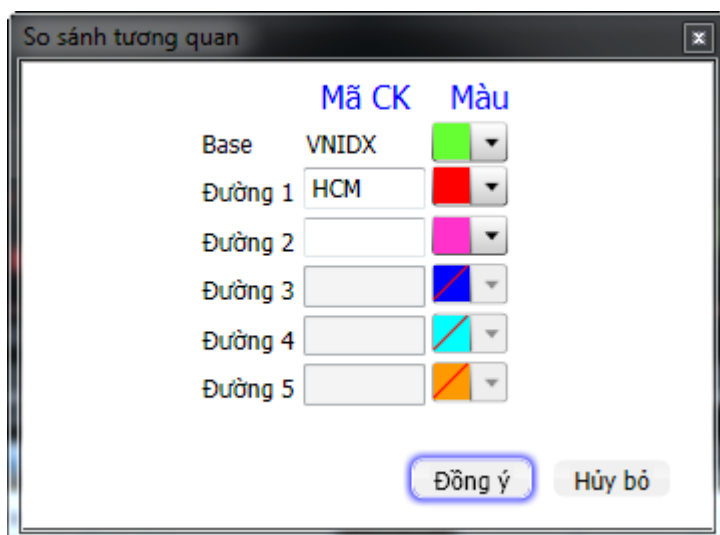 So sánh tương quan
Mã CK Màu
Base VNIDX
Đường 1 HCM
Đường 2
Đường 3
Đường 4
Đường 5
Đồng ý Hủy bỏ